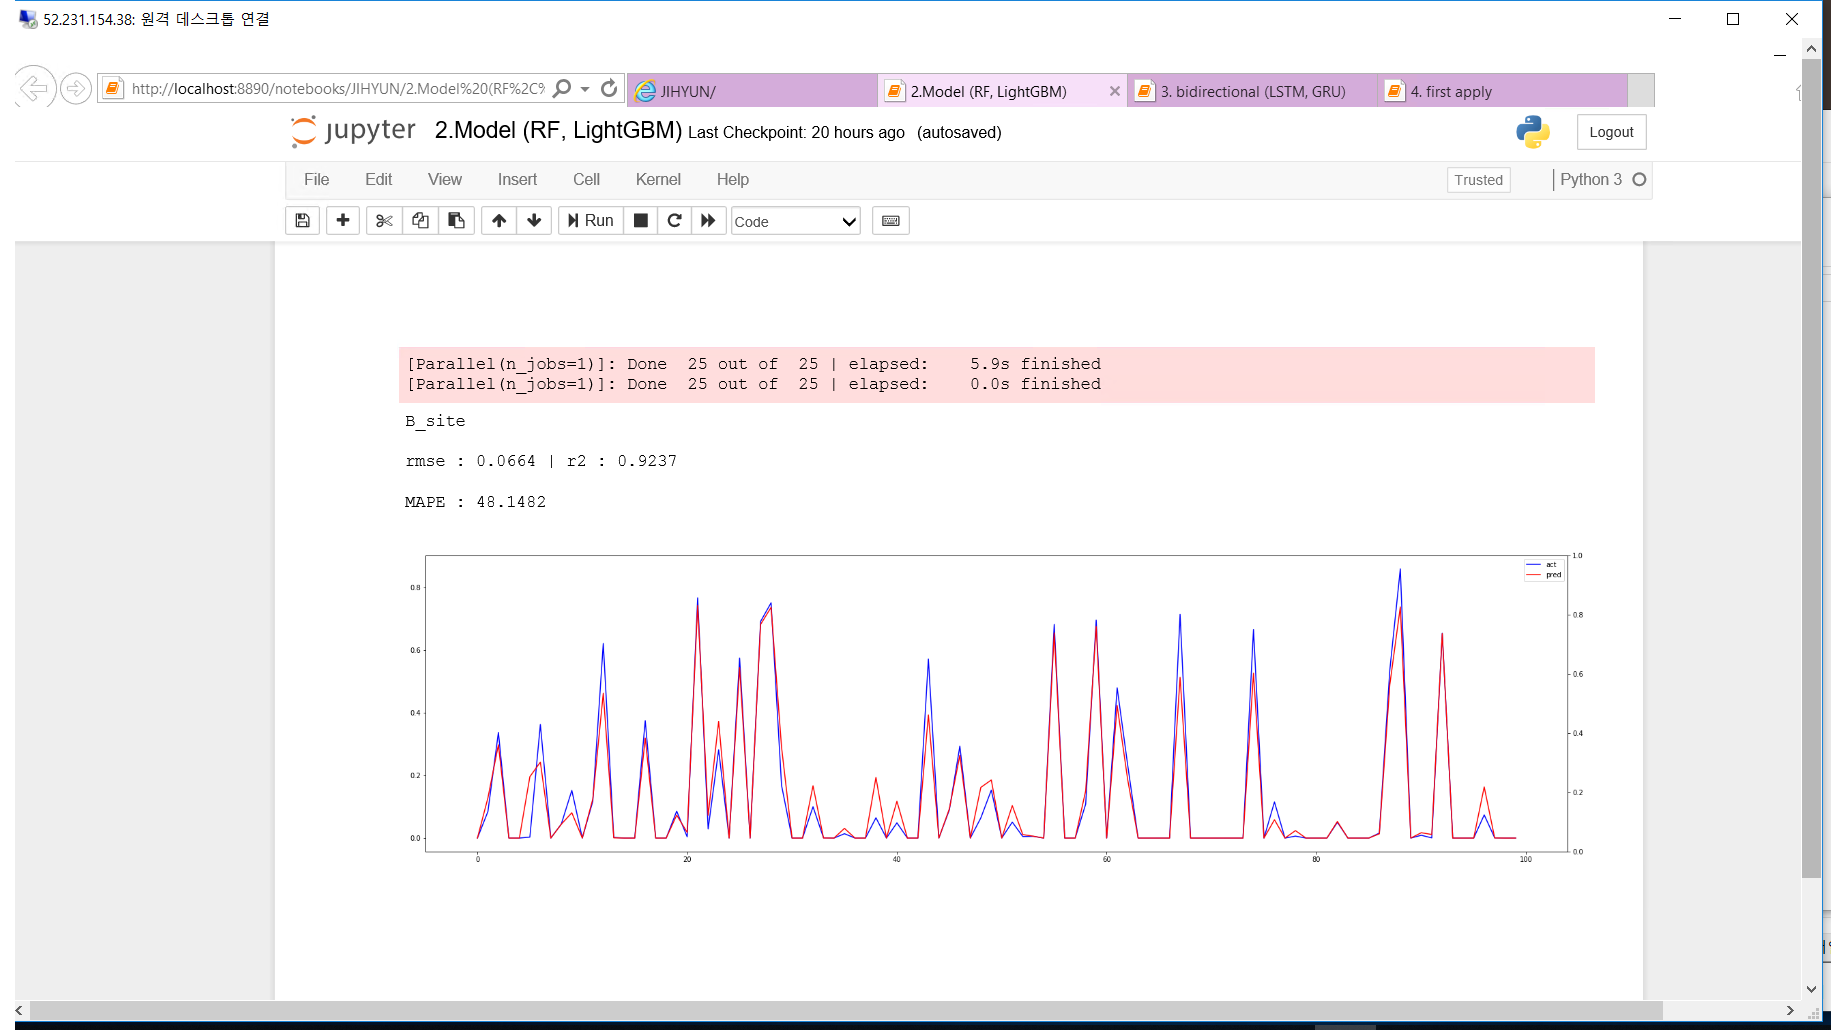 52.231.154.38: 원격 데스크톱 연결
http://localhost:8890/notebooks/JIHYUN/2.Model%20(RF%2C%
JIHYUN/
2.Model (RF, LightGBM)
3. bidirectional (LSTM, GRU)
4. first apply
jupyter
2.Model (RF, LightGBM) Last Checkpoint: 20 hours ago (autosaved)
Logout
File Edit View Insert Cell Kernel Help
Trusted
Python 3
Run
Code
[Parallel(n_jobs=1)]: Done 25 out of 25 | elapsed: 5.9s finished
[Parallel(n_jobs=1)]: Done 25 out of 25 | elapsed: 0.0s finished
B_site
rmse : 0.0664 | r2 : 0.9237
MAPE : 48.1482
act
pred
0.8
0.6
0.4
0.2
0.0
1.0
0.8
0.6
0.4
0.2
0.0
0 20 40 60 80 100